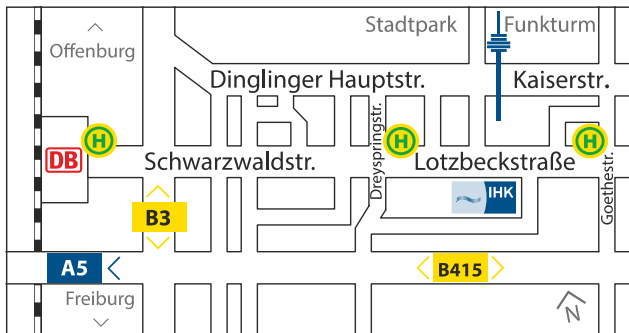 Stadtpark
Funkturm
Offenburg
Dinglinger Hauptstr.
Kaiserstr.
H
H
H
DB
Schwarzwaldstr.
Dreyspringstr.
Lotzbeckstraße
Goethestr.
IHK
B3
A5
B415
Freiburg
N